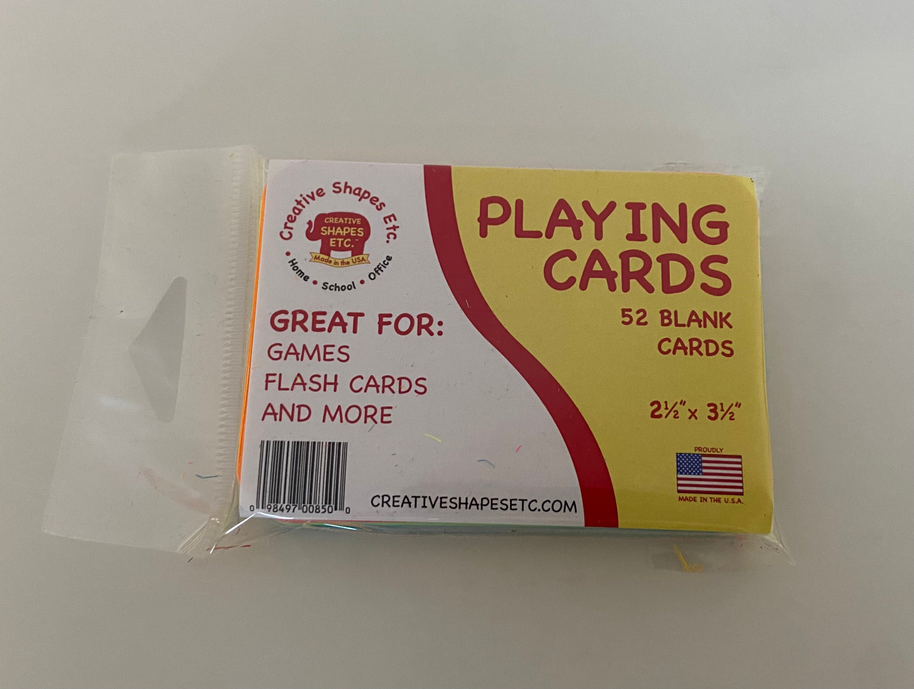 Creative Shapes Etc.
CREATIVE
SHAPES
ETC.™
Made in the USA
• Home • School • Office
GREAT FOR:
GAMES
FLASH CARDS
AND MORE
0 98497 00850 0
CREATIVESHAPESETC.COM
PLAYING
CARDS
52 BLANK
CARDS
2½" x 3½"
PROUDLY
MADE IN THE U.S.A.